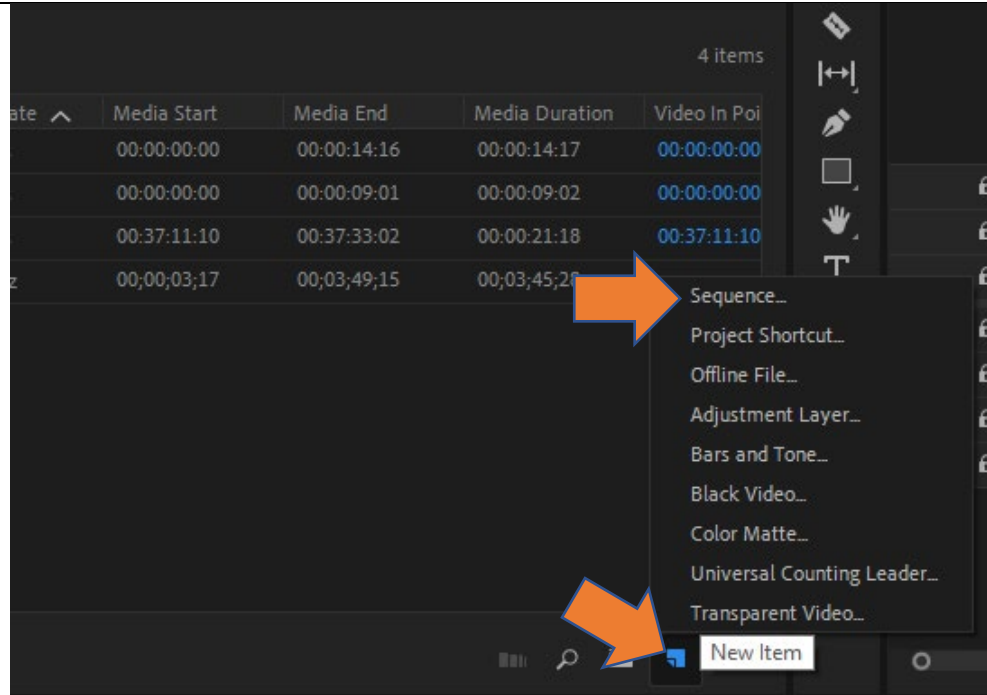 4 items
ate Media Start Media End Media Duration Video In Poi
00:00:00:00 00:00:14:16 00:00:14:17 00:00:00:00
00:00:00:00 00:00:09:01 00:00:09:02 00:00:00:00
00:37:11:10 00:37:33:02 00:00:21:18 00:37:11:10
z 00;00;03;17 00;03;49;15 00;03;45;28
T
Sequence...
Project Shortcut...
Offline File...
Adjustment Layer...
Bars and Tone...
Black Video...
Color Matte...
Universal Counting Leader...
Transparent Video...
New Item